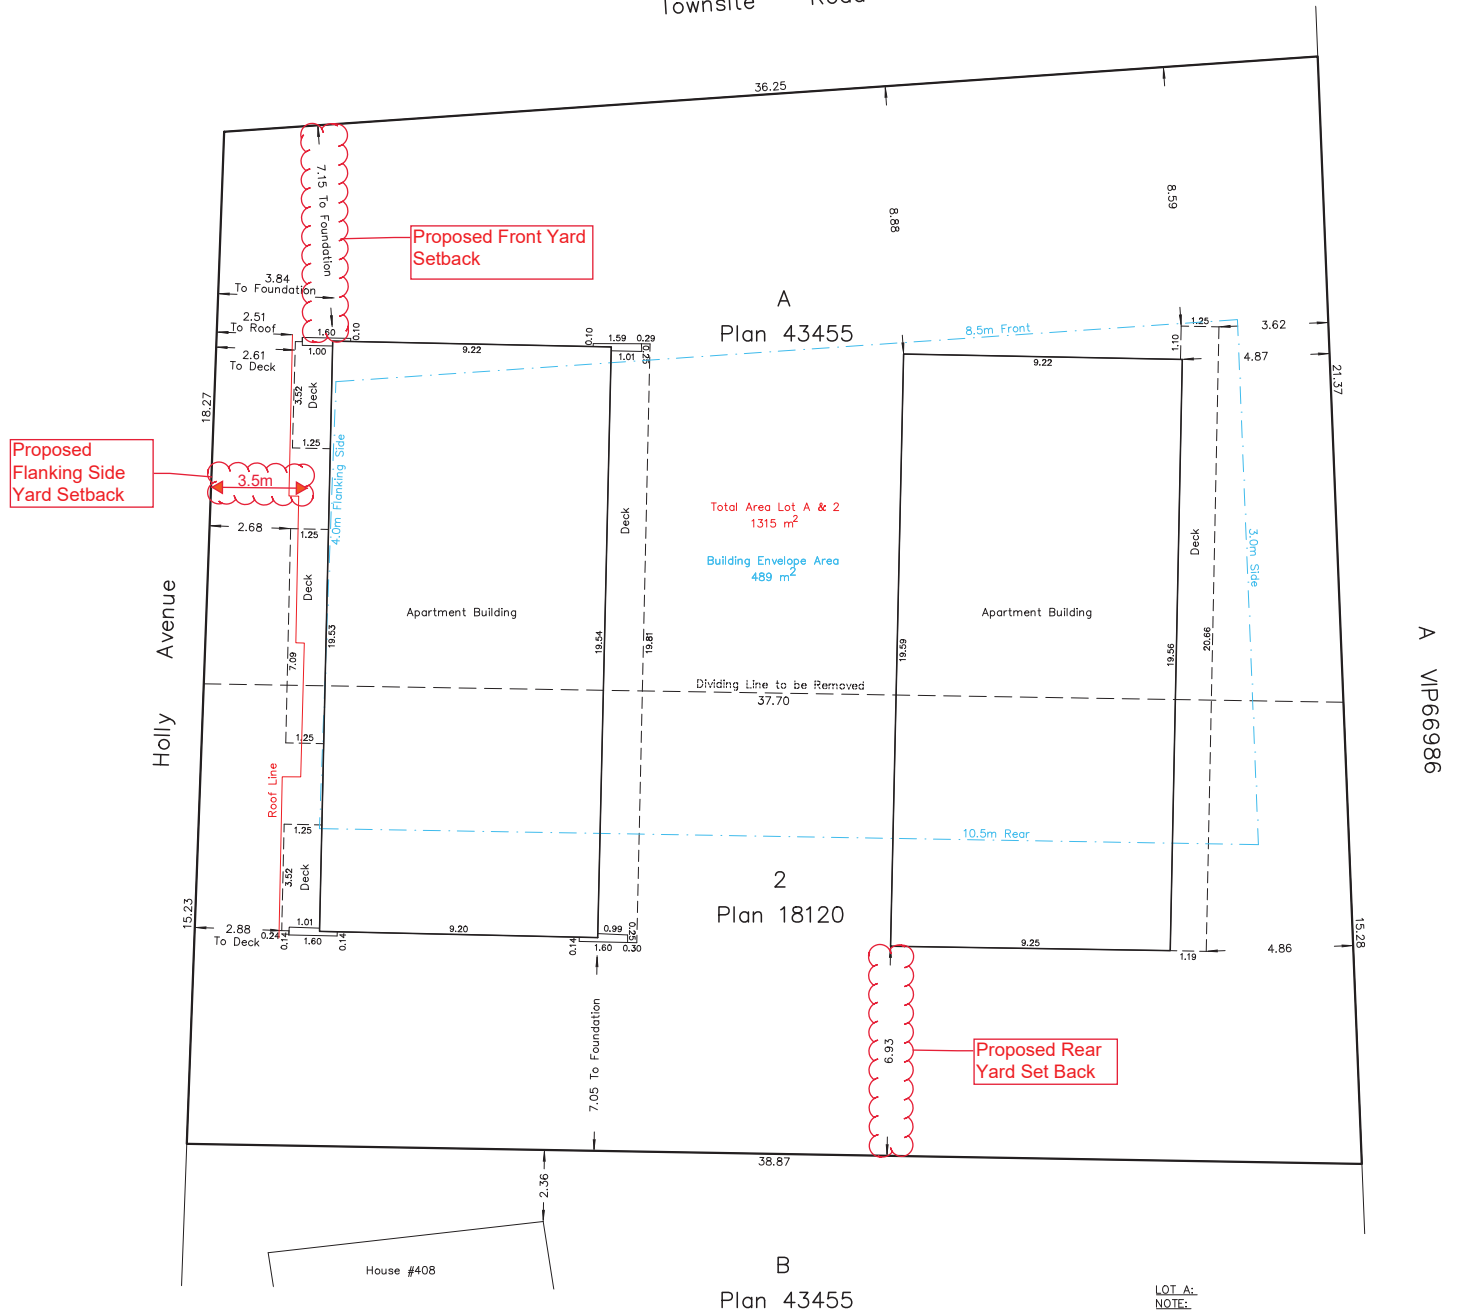 Townsite Road
36.25
7.15 To Foundation
8.88
8.59
Proposed Front Yard
Setback
3.84
To Foundation
2.51
To Roof
2.61
To Deck
1.60
0.10
1.00
9.22
0.10
1.59
0.29
1.01
0.25
A
Plan 43455
8.5m Front
1.25
3.62
1.10
9.22
4.87
21.37
18.27
3.52
Deck
1.25
4.0m Flanking Side
Proposed
Flanking Side
Yard Setback
3.5m
2.68
1.25
Deck
7.09
1.25
19.53
Apartment Building
19.54
Deck
19.81
Total Area Lot A & 2
1315 m2
Building Envelope Area
489 m2
Apartment Building
19.59
19.56
Deck
20.66
3.0m Side
Holly Avenue
A VIP66986
Dividing Line to be Removed
37.70
Roof Line
1.25
3.52
Deck
10.5m Rear
2
Plan 18120
15.23
2.88
To Deck
0.24
0.14
1.01
1.60
0.14
9.20
0.14
0.99
1.60
0.25
0.30
9.25
1.19
4.86
15.28
7.05 To Foundation
6.93
Proposed Rear
Yard Set Back
38.87
2.36
House #408
B
Plan 43455
LOT A:
NOTE: